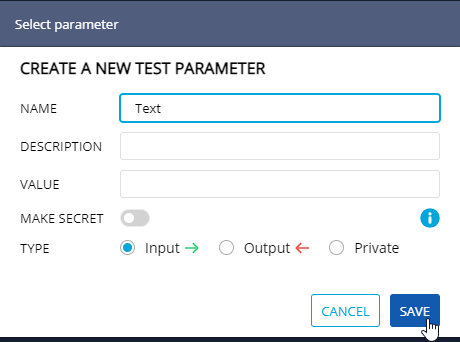 Select parameter
CREATE A NEW TEST PARAMETER
NAME Text
DESCRIPTION
VALUE
MAKE SECRET
TYPE Input Output Private
CANCEL SAVE